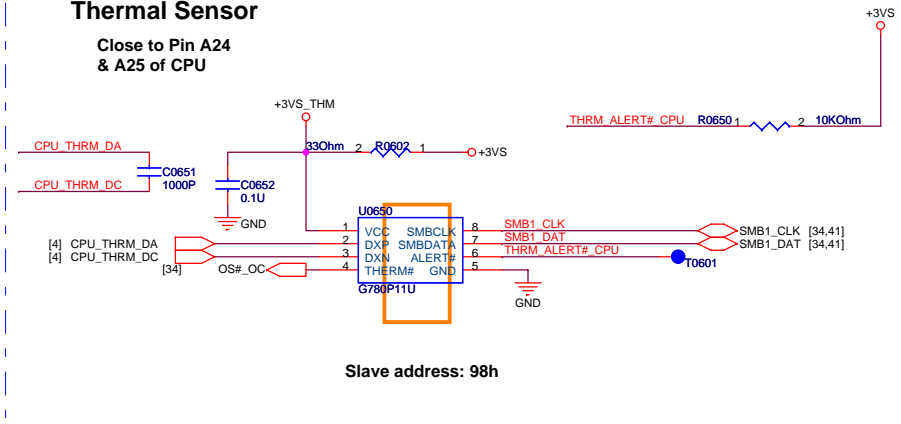 Thermal Sensor
+3VS
Close to Pin A24
& A25 of CPU
+3VS_THM
THRM_ALERT#_CPU R0650 1 2 10KOhm
CPU_THRM_DA
33Ohm 2 R0602 1 +3VS
C0651
1000P
CPU_THRM_DC
C0652
0.1U
GND
U0650
1 VCC SMBCLK 8 SMB1_CLK SMB1_CLK [34,41]
[4] CPU_THRM_DA 2 DXP SMBDATA 7 SMB1_DAT SMB1_DAT [34,41]
[4] CPU_THRM_DC 3 DXN ALERT# 6 THRM_ALERT#_CPU T0601
[34] OS#_OC 4 THERM# GND 5
G780P11U
GND
Slave address: 98h